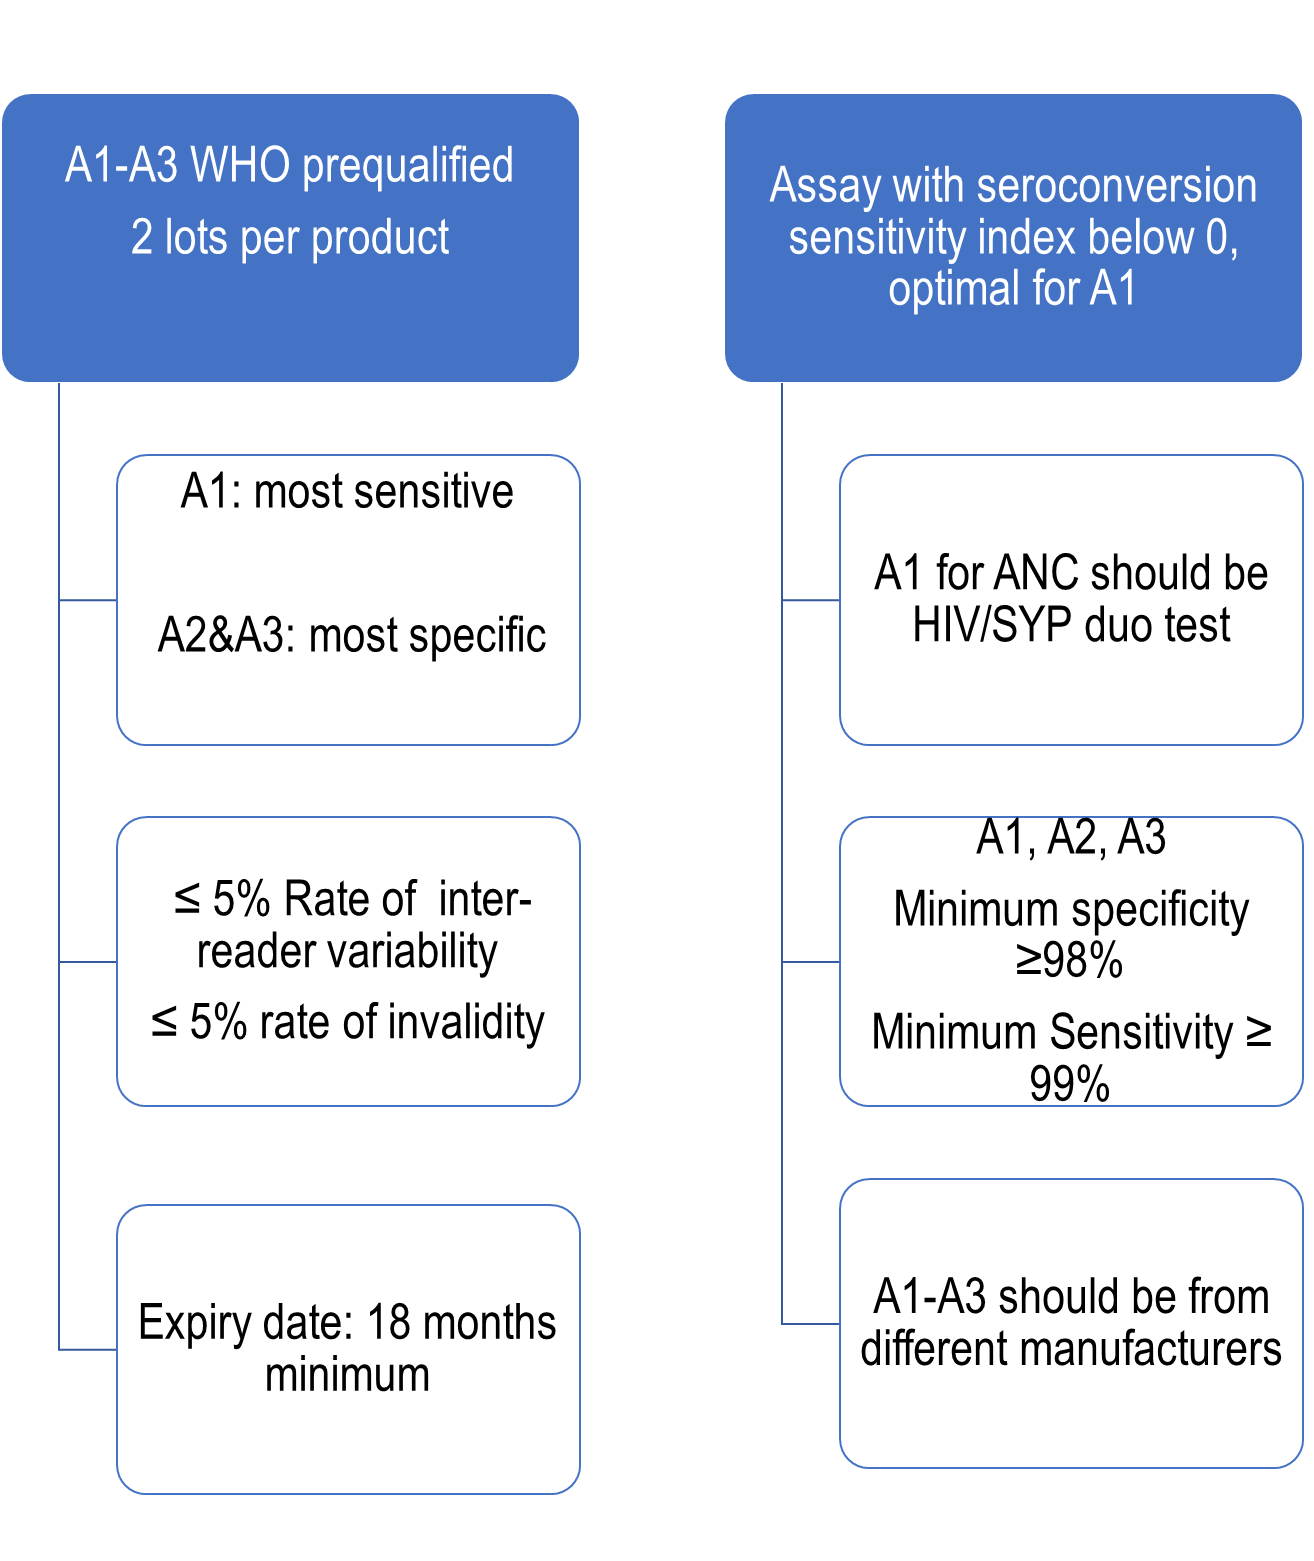 A1-A3 WHO prequalified
2 lots per product
A1: most sensitive
A2&A3: most specific
≤ 5% Rate of  inter-
reader variability
≤ 5% rate of invalidity
Expiry date: 18 months
minimum
Assay with seroconversion
sensitivity index below 0,
optimal for A1
A1 for ANC should be
HIV/SYP duo test
A1, A2, A3
Minimum specificity
≥98%
Minimum Sensitivity ≥
99%
A1-A3 should be from
different manufacturers